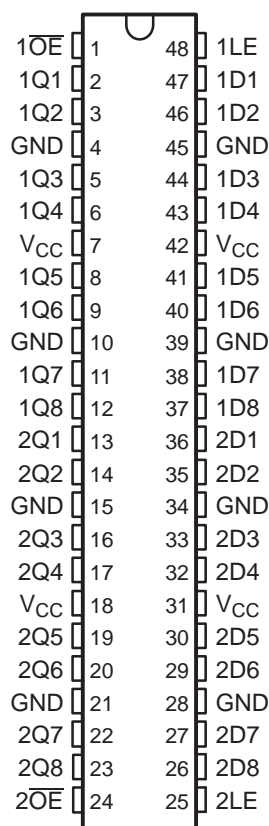 1O̅E̅ 1 48 1LE
1Q1 2 47 1D1
1Q2 3 46 1D2
GND 4 45 GND
1Q3 5 44 1D3
1Q4 6 43 1D4
VCC 7 42 VCC
1Q5 8 41 1D5
1Q6 9 40 1D6
GND 10 39 GND
1Q7 11 38 1D7
1Q8 12 37 1D8
2Q1 13 36 2D1
2Q2 14 35 2D2
GND 15 34 GND
2Q3 16 33 2D3
2Q4 17 32 2D4
VCC 18 31 VCC
2Q5 19 30 2D5
2Q6 20 29 2D6
GND 21 28 GND
2Q7 22 27 2D7
2Q8 23 26 2D8
2O̅E̅ 24 25 2LE